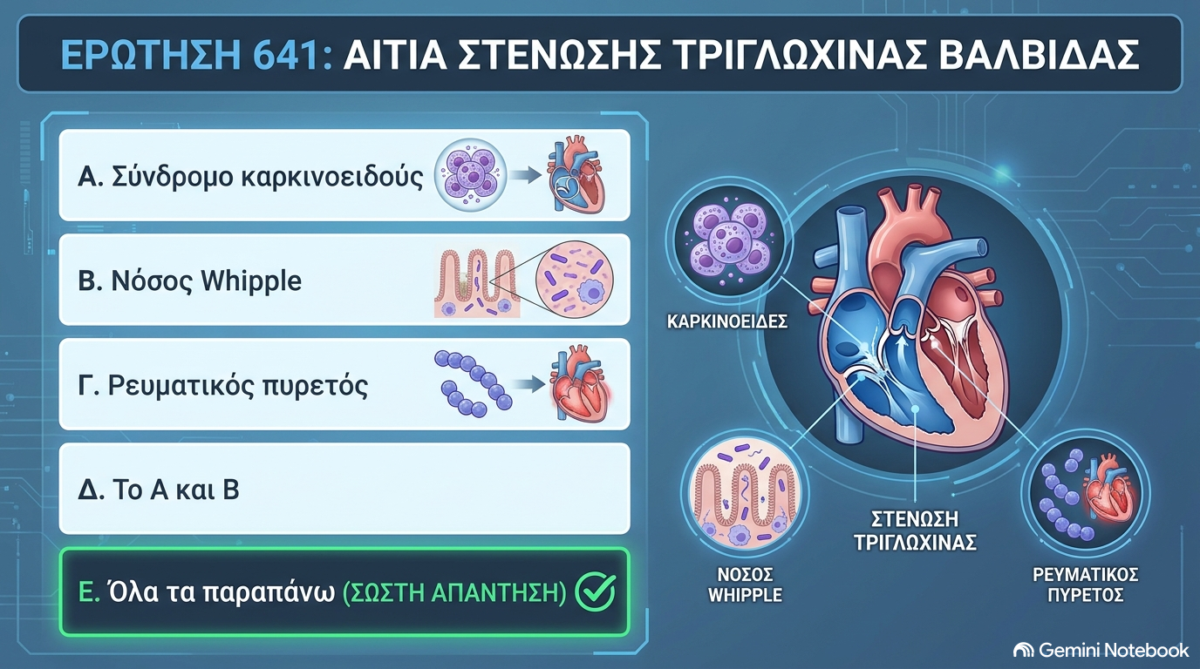 ΕΡΩΤΗΣΗ 641: ΑΙΤΙΑ ΣΤΕΝΩΣΗΣ ΤΡΙΓΛΩΧΙΝΑΣ ΒΑΛΒΙΔΑΣ
Α. Σύνδρομο καρκινοειδούς
Β. Νόσος Whipple
Γ. Ρευματικός πυρετός
Δ. Το Α και Β
Ε. Όλα τα παραπάνω (ΣΩΣΤΗ ΑΠΑΝΤΗΣΗ)
ΚΑΡΚΙΝΟΕΙΔΕΣ
ΣΤΕΝΩΣΗ
ΤΡΙΓΛΩΧΙΝΑΣ
ΝΟΣΟΣ
WHIPPLE
ΡΕΥΜΑΤΙΚΟΣ
ΠΥΡΕΤΟΣ
Gemini Notebook